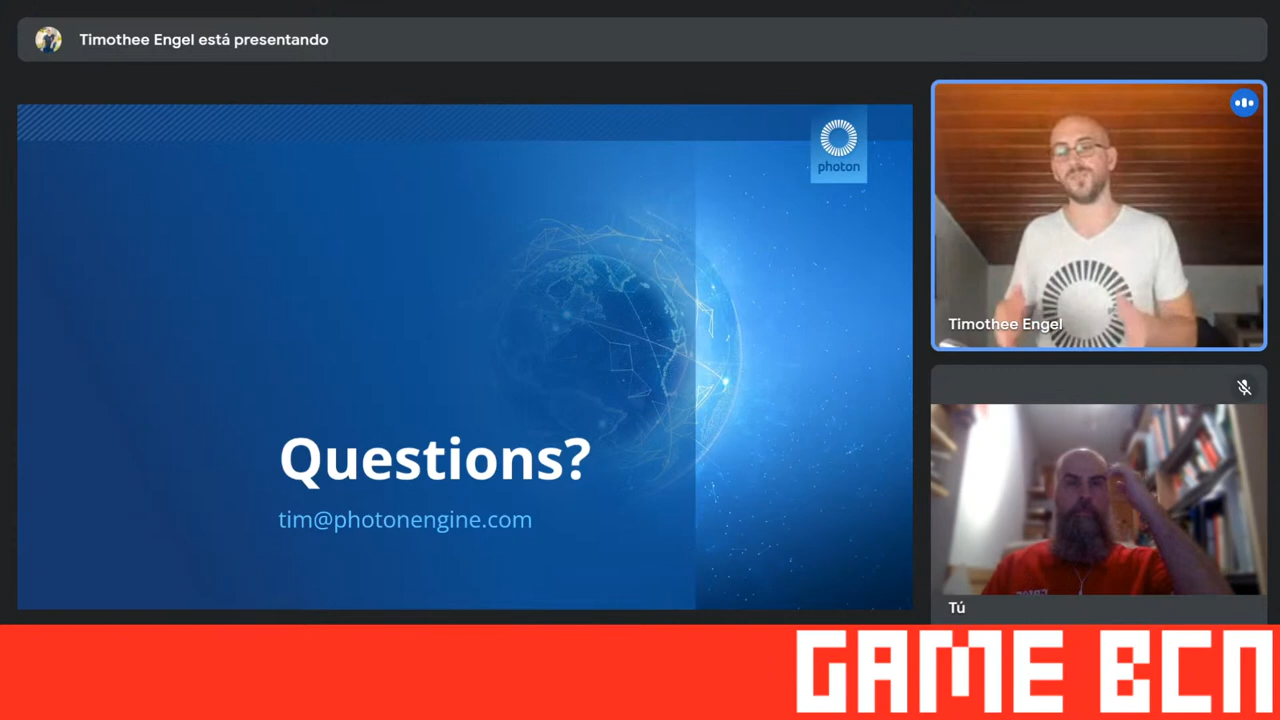 Timothee Engel está presentando
photon
Questions?
tim@photonengine.com
Timothee Engel
Tú
GAME BCN